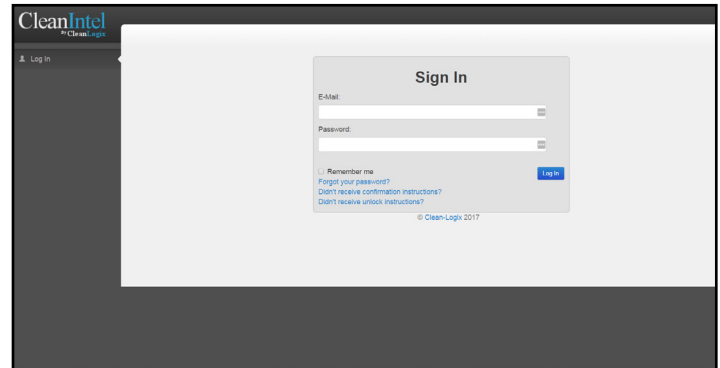 CleanIntel
By CleanLogix
Log In
Sign In
E-Mail:
Password:
Remember me
Log In
Forgot your password?
Didn't receive confirmation instructions?
Didn't receive unlock instructions?
© Clean-Logix 2017